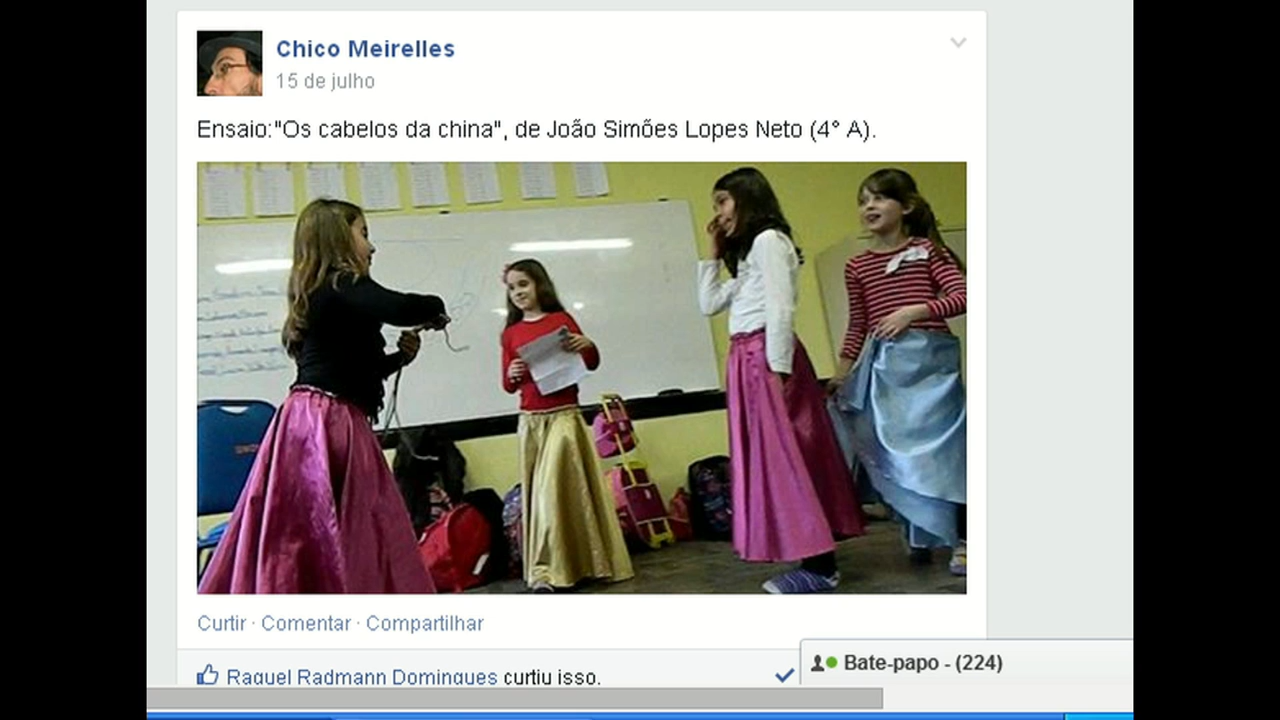 Chico Meirelles
15 de julho
Ensaio:"Os cabelos da china", de João Simões Lopes Neto (4° A).
Curtir · Comentar · Compartilhar
Raquel Radmann Domingues curtiu isso.
Bate-papo - (224)